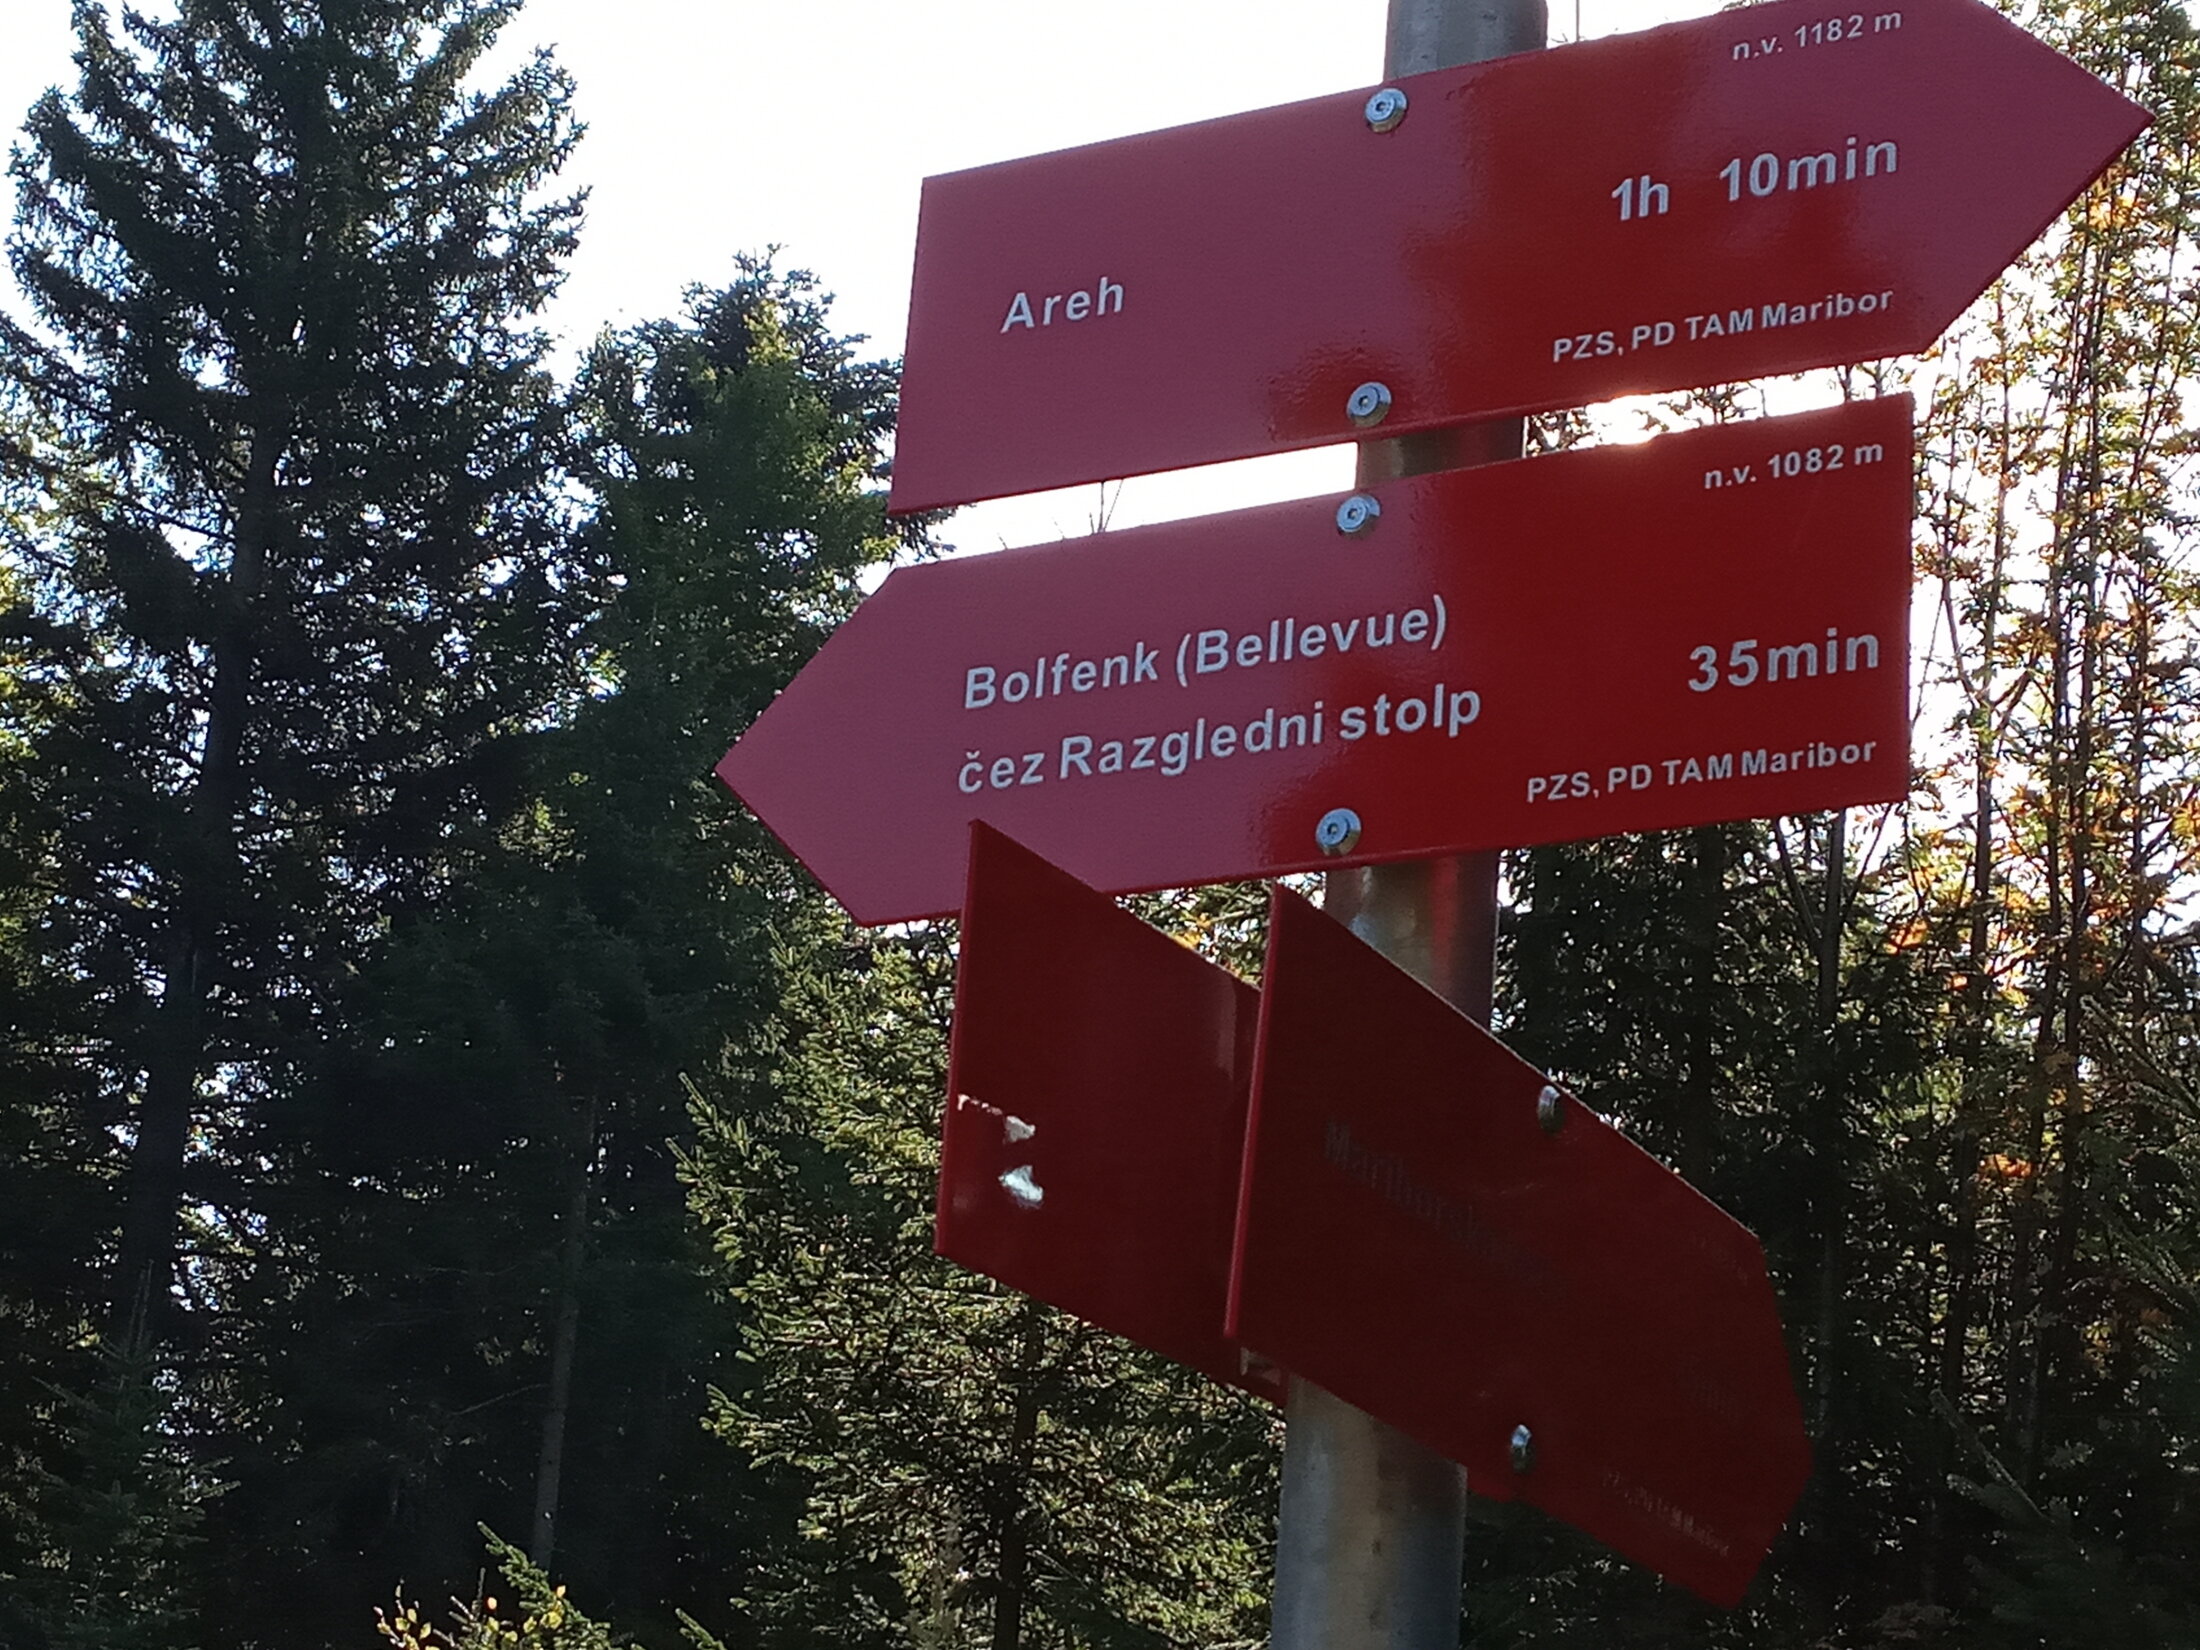 n.v. 1182 m
1h 10min
Areh
PZS, PD TAM Maribor
n.v. 1082 m
Bolfenk (Bellevue)
35min
čez Razgledni stolp
PZS, PD TAM Maribor